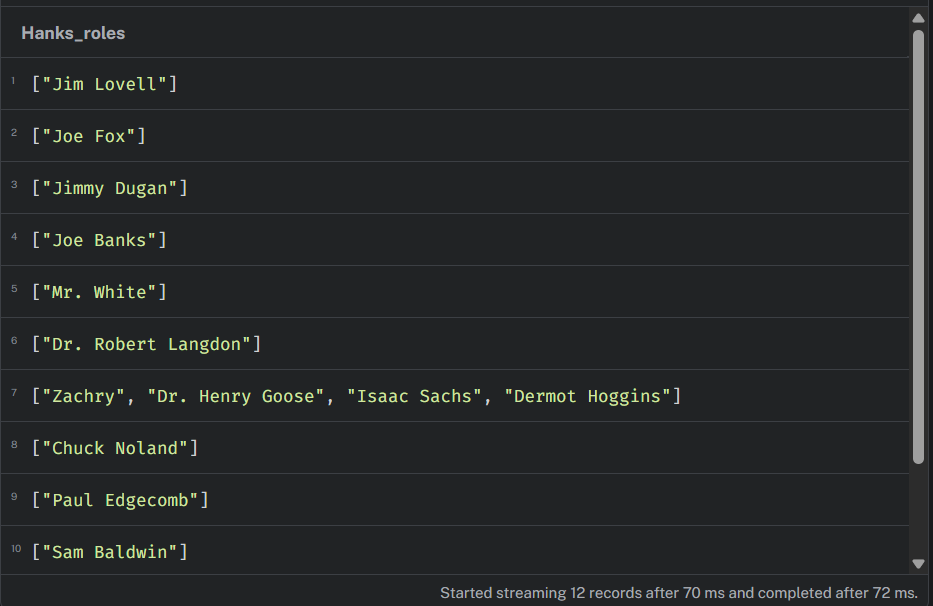 Hanks_roles
1 ["Jim Lovell"]
2 ["Joe Fox"]
3 ["Jimmy Dugan"]
4 ["Joe Banks"]
5 ["Mr. White"]
6 ["Dr. Robert Langdon"]
7 ["Zachry", "Dr. Henry Goose", "Isaac Sachs", "Dermot Hoggins"]
8 ["Chuck Noland"]
9 ["Paul Edgecomb"]
10 ["Sam Baldwin"]
Started streaming 12 records after 70 ms and completed after 72 ms.